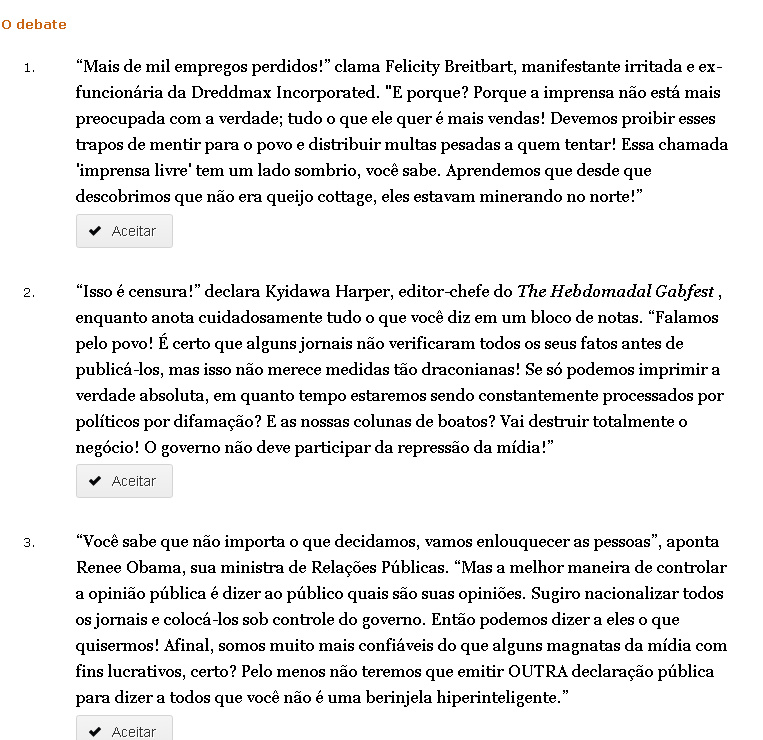 O debate
1. “Mais de mil empregos perdidos!” clama Felicity Breitbart, manifestante irritada e ex-
funcionária da Dreddmax Incorporated. "E porque? Porque a imprensa não está mais
preocupada com a verdade; tudo o que ele quer é mais vendas! Devemos proibir esses
trapos de mentir para o povo e distribuir multas pesadas a quem tentar! Essa chamada
'imprensa livre' tem um lado sombrio, você sabe. Aprendemos que desde que
descobrimos que não era queijo cottage, eles estavam minerando no norte!”
Aceitar
2. “Isso é censura!” declara Kyidawa Harper, editor-chefe do The Hebdomadal Gabfest ,
enquanto anota cuidadosamente tudo o que você diz em um bloco de notas. “Falamos
pelo povo! É certo que alguns jornais não verificaram todos os seus fatos antes de
publicá-los, mas isso não merece medidas tão draconianas! Se só podemos imprimir a
verdade absoluta, em quanto tempo estaremos sendo constantemente processados por
políticos por difamação? E as nossas colunas de boatos? Vai destruir totalmente o
negócio! O governo não deve participar da repressão da mídia!”
Aceitar
3. “Você sabe que não importa o que decidamos, vamos enlouquecer as pessoas”, aponta
Renee Obama, sua ministra de Relações Públicas. “Mas a melhor maneira de controlar
a opinião pública é dizer ao público quais são suas opiniões. Sugiro nacionalizar todos
os jornais e colocá-los sob controle do governo. Então podemos dizer a eles o que
quisermos! Afinal, somos muito mais confiáveis do que alguns magnatas da mídia com
fins lucrativos, certo? Pelo menos não teremos que emitir OUTRA declaração pública
para dizer a todos que você não é uma berinjela hiperinteligente.”
Aceitar